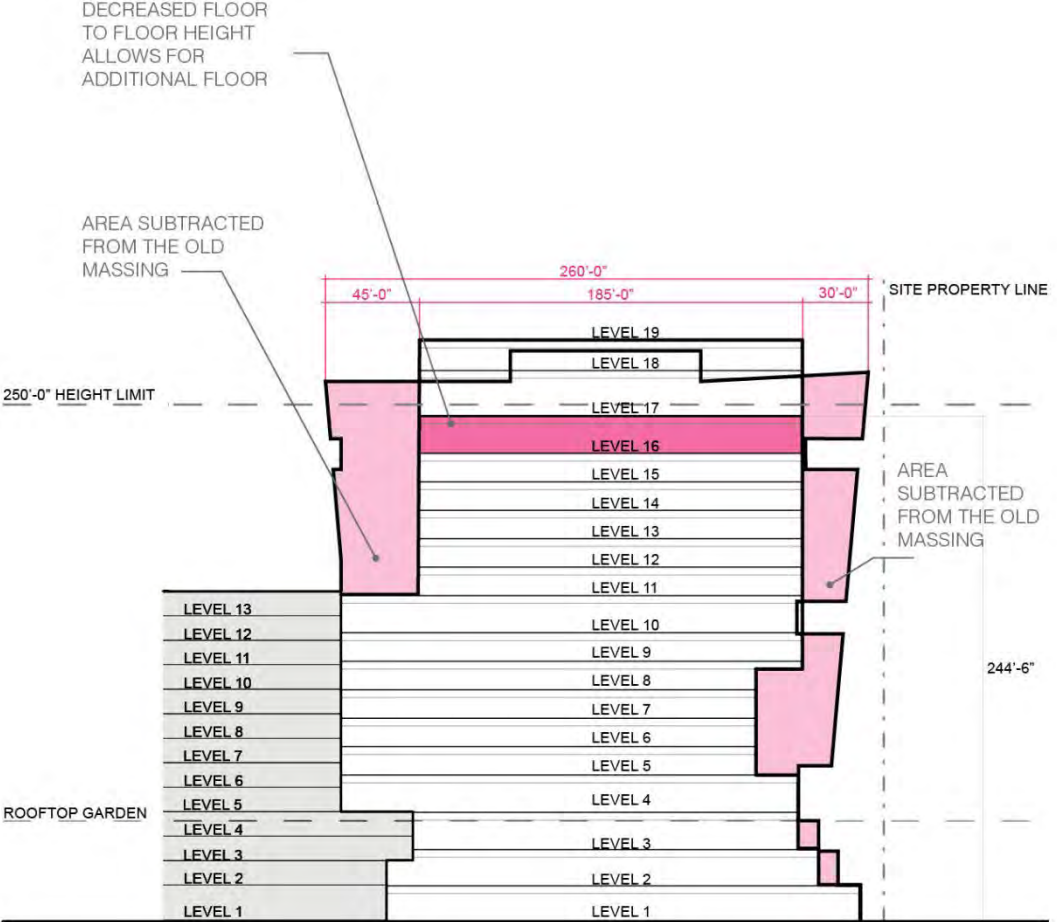 DECREASED FLOOR
TO FLOOR HEIGHT
ALLOWS FOR
ADDITIONAL FLOOR
AREA SUBTRACTED
FROM THE OLD
MASSING
260'-0"
45'-0"
185'-0"
30'-0"
SITE PROPERTY LINE
LEVEL 19
LEVEL 18
250'-0" HEIGHT LIMIT
LEVEL 17
LEVEL 16
LEVEL 15
LEVEL 14
LEVEL 13
LEVEL 12
LEVEL 11
LEVEL 10
LEVEL 9
LEVEL 8
LEVEL 7
LEVEL 6
LEVEL 5
LEVEL 4
LEVEL 3
LEVEL 2
LEVEL 1
AREA
SUBTRACTED
FROM THE OLD
MASSING
244'-6"
LEVEL 13
LEVEL 12
LEVEL 11
LEVEL 10
LEVEL 9
LEVEL 8
LEVEL 7
LEVEL 6
LEVEL 5
ROOFTOP GARDEN
LEVEL 4
LEVEL 3
LEVEL 2
LEVEL 1